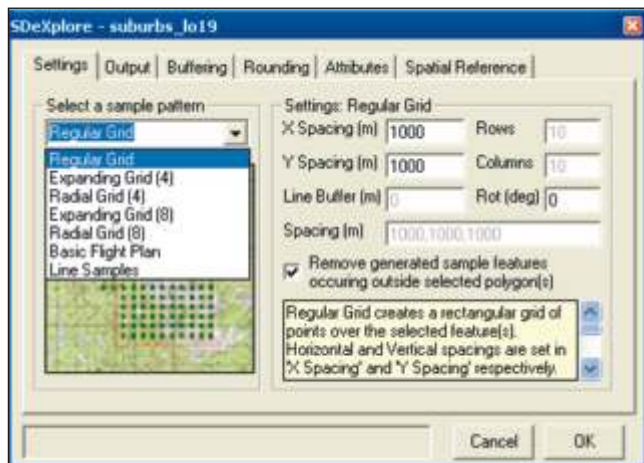 SDeXplore - suburbs_lo19
Settings Output Buffering Rounding Attributes Spatial Reference
Select a sample pattern
Regular Grid
Regular Grid
Expanding Grid (4)
Radial Grid (4)
Expanding Grid (8)
Radial Grid (8)
Basic Flight Plan
Line Samples
Settings: Regular Grid
X Spacing (m) 1000 Rows 10
Y Spacing (m) 1000 Columns 10
Line Buffer (m) 0 Rot (deg) 0
Spacing (m) 1000,1000,1000
Remove generated sample features
occuring outside selected polygon(s)
Regular Grid creates a rectangular grid of
points over the selected feature(s).
Horizontal and Vertical spacings are set in
'X Spacing' and 'Y Spacing' respectively.
Cancel OK